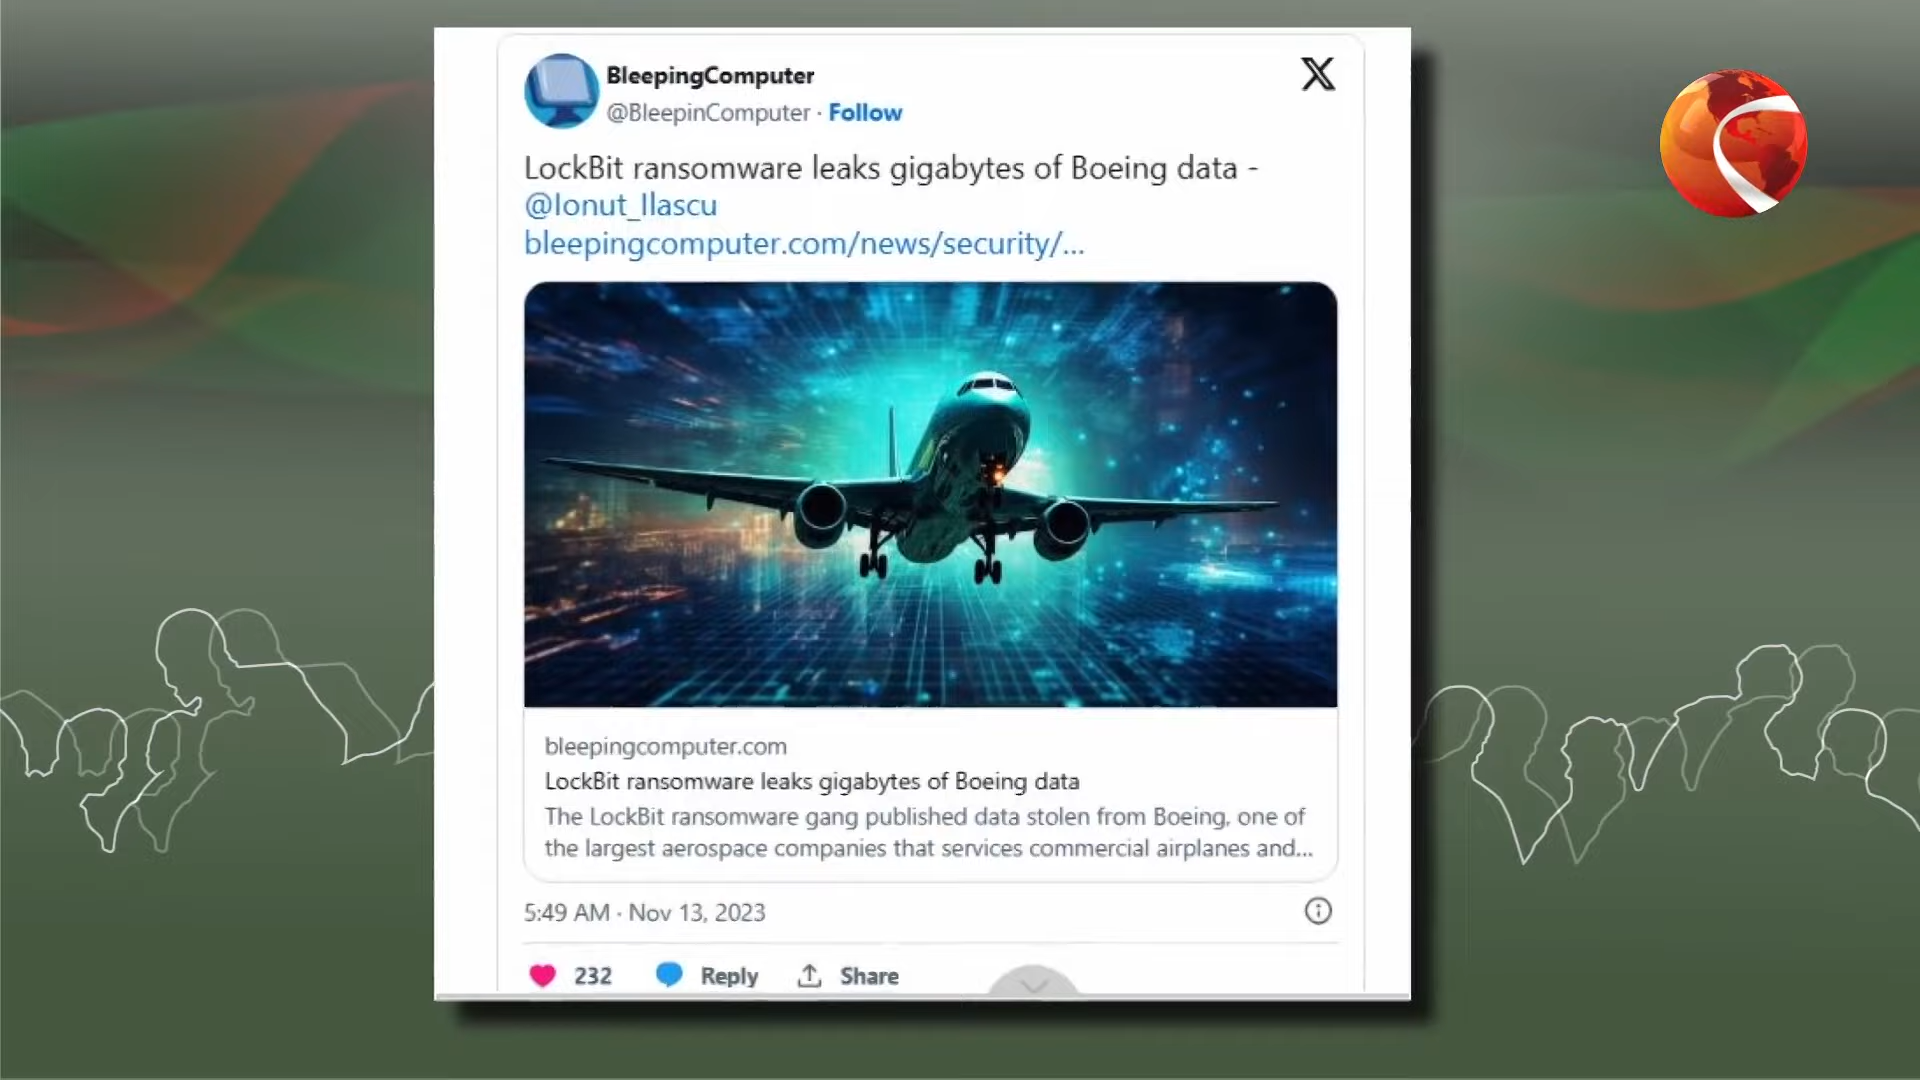 BleepingComputer
@BleepinComputer · Follow
LockBit ransomware leaks gigabytes of Boeing data -
@Ionut_Ilascu
bleepingcomputer.com/news/security/...
bleepingcomputer.com
LockBit ransomware leaks gigabytes of Boeing data
The LockBit ransomware gang published data stolen from Boeing, one of
the largest aerospace companies that services commercial airplanes and...
5:49 AM · Nov 13, 2023
232 Reply Share